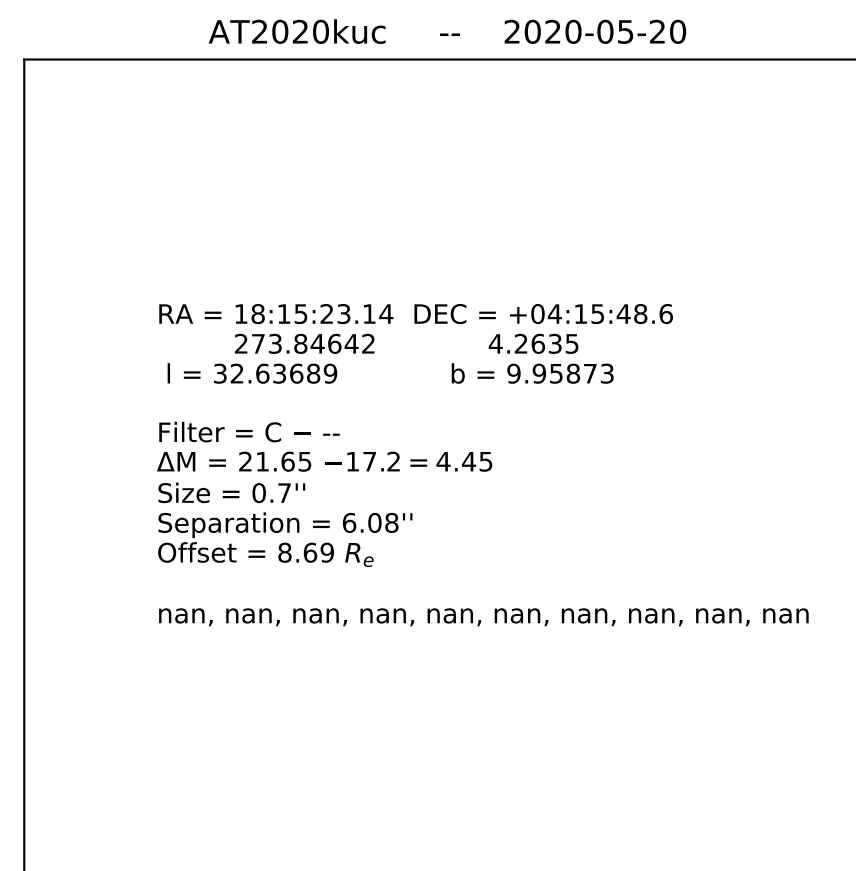 AT2020kuc -- 2020-05-20
RA = 18:15:23.14 DEC = +04:15:48.6
273.84642 4.2635
l = 32.63689 b = 9.95873
Filter = C − --
ΔM = 21.65 −17.2 = 4.45
Size = 0.7''
Separation = 6.08''
Offset = 8.69 Re
nan, nan, nan, nan, nan, nan, nan, nan, nan, nan